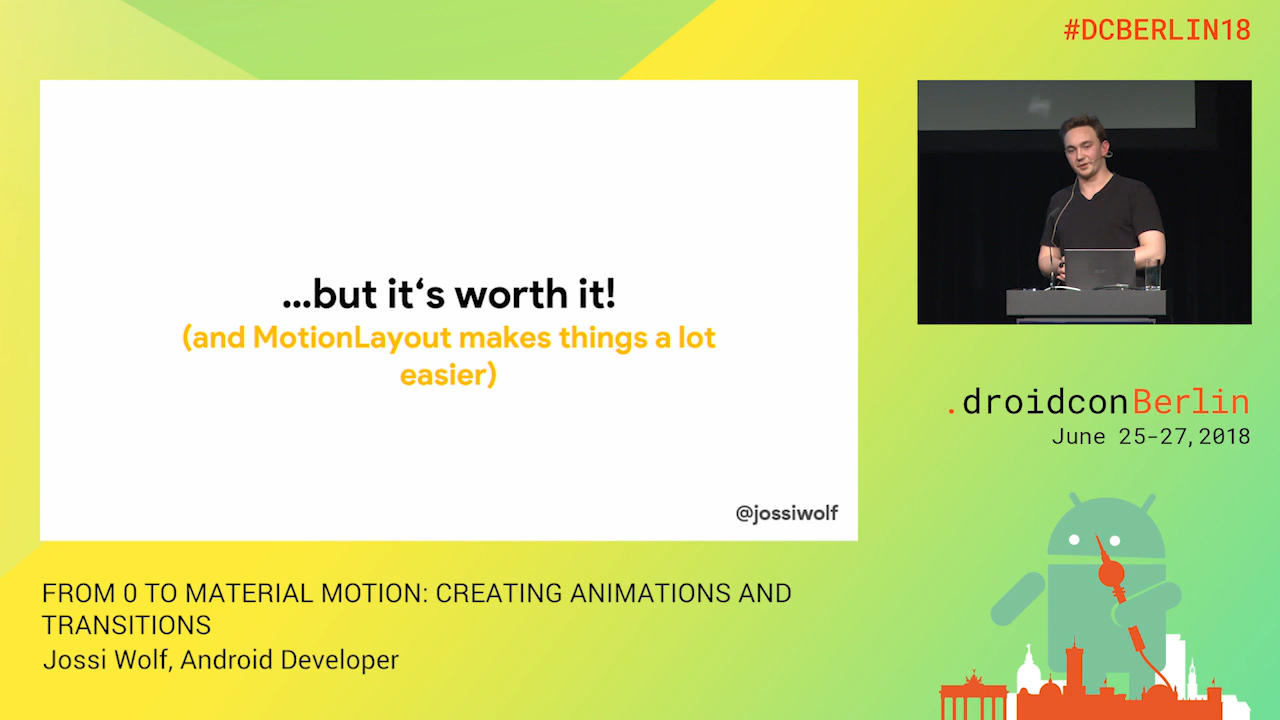 #DCBERLIN18
...but it‘s worth it!
(and MotionLayout makes things a lot
easier)
@jossiwolf
.droidconBerlin
June 25-27,2018
FROM 0 TO MATERIAL MOTION: CREATING ANIMATIONS AND
TRANSITIONS
Jossi Wolf, Android Developer